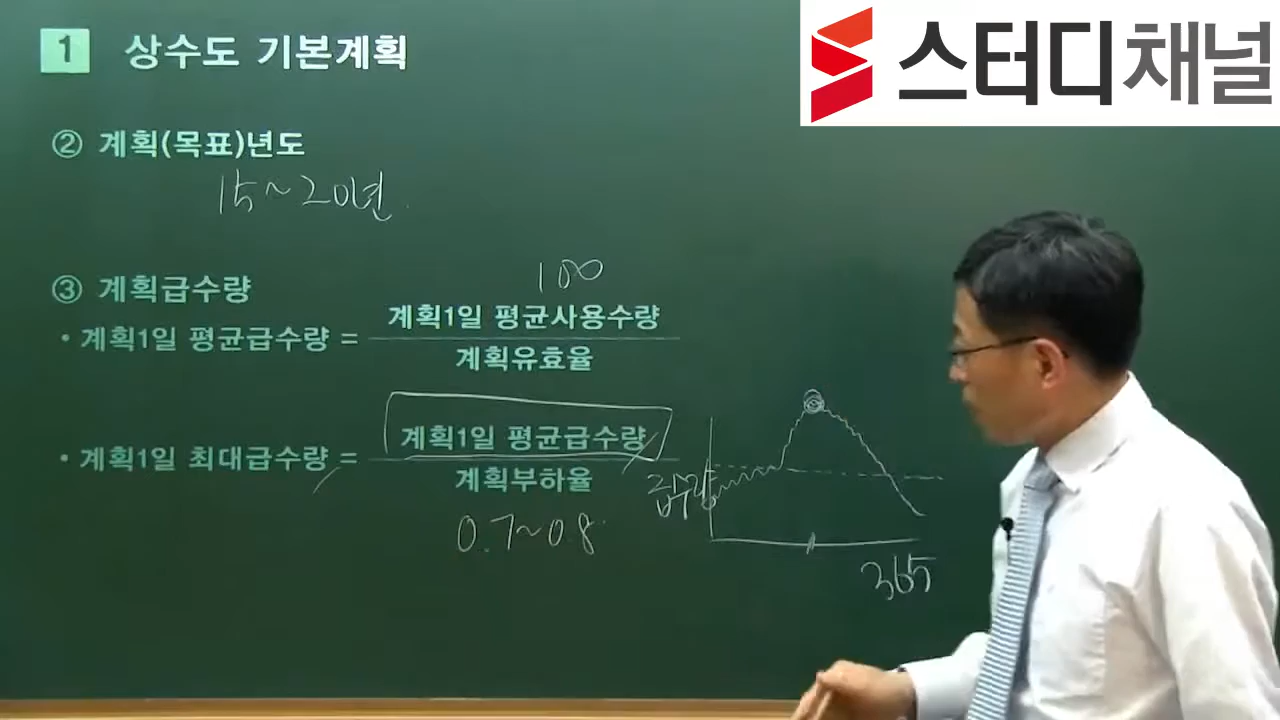 1 상수도 기본계획
스터디채널
② 계획(목표)년도
15~20년
③ 계획급수량
100
• 계획1일 평균급수량 = 계획1일 평균사용수량
계획유효율
• 계획1일 최대급수량 = 계획1일 평균급수량
계획부하율
0.7~0.8
급수량
365